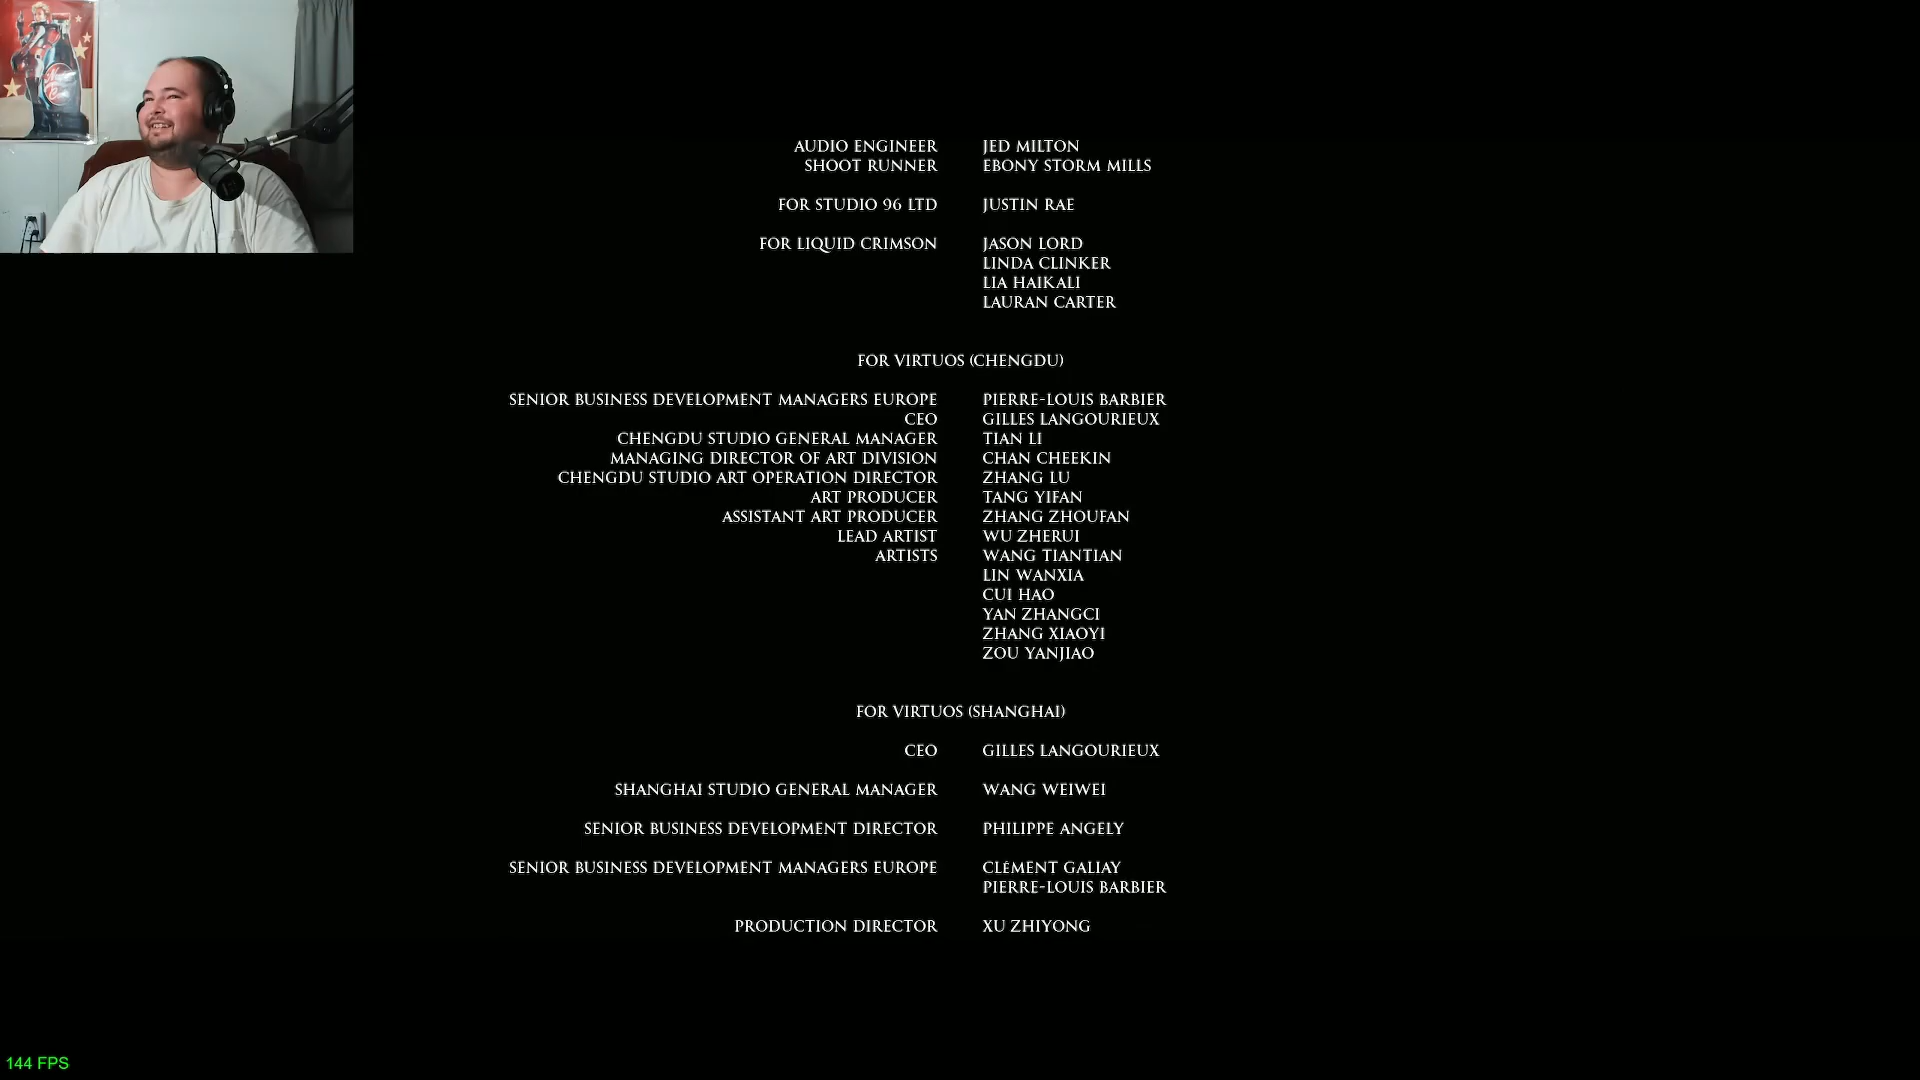 AUDIO ENGINEER JED MILTON
SHOOT RUNNER EBONY STORM MILLS
FOR STUDIO 96 LTD JUSTIN RAE
FOR LIQUID CRIMSON JASON LORD
LINDA CLINKER
LIA HAIKALI
LAURAN CARTER
FOR VIRTUOS (CHENGDU)
SENIOR BUSINESS DEVELOPMENT MANAGERS EUROPE PIERRE-LOUIS BARBIER
CEO GILLES LANGOURIEUX
CHENGDU STUDIO GENERAL MANAGER TIAN LI
MANAGING DIRECTOR OF ART DIVISION CHAN CHEEKIN
CHENGDU STUDIO ART OPERATION DIRECTOR ZHANG LU
ART PRODUCER TANG YIFAN
ASSISTANT ART PRODUCER ZHANG ZHOUFAN
LEAD ARTIST WU ZHERUI
ARTISTS WANG TIANTIAN
LIN WANXIA
CUI HAO
YAN ZHANGCI
ZHANG XIAOYI
ZOU YANJIAO
FOR VIRTUOS (SHANGHAI)
CEO GILLES LANGOURIEUX
SHANGHAI STUDIO GENERAL MANAGER WANG WEIWEI
SENIOR BUSINESS DEVELOPMENT DIRECTOR PHILIPPE ANGELY
SENIOR BUSINESS DEVELOPMENT MANAGERS EUROPE CLÉMENT GALIAY
PIERRE-LOUIS BARBIER
PRODUCTION DIRECTOR XU ZHIYONG
144 FPS